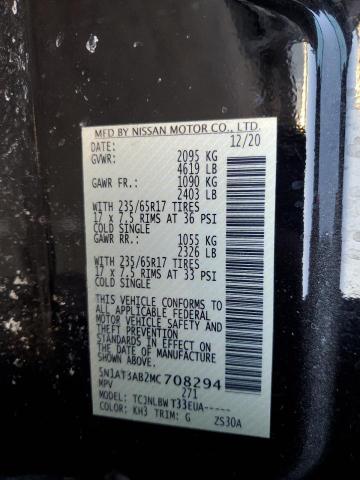 MFD BY NISSAN MOTOR CO., LTD.
DATE: 12/20
GVWR: 2095 KG
4619 LB
GAWR FR.: 1090 KG
2403 LB
WITH 235/65R17 TIRES
17 x 7.5 RIMS AT 36 PSI
COLD SINGLE
GAWR RR.: 1055 KG
2326 LB
WITH 235/65R17 TIRES
17 x 7.5 RIMS AT 33 PSI
COLD SINGLE
THIS VEHICLE CONFORMS TO
ALL APPLICABLE FEDERAL
MOTOR VEHICLE SAFETY AND
THEFT PREVENTION
STANDARDS IN EFFECT ON
THE DATE OF MANUFACTURE
SHOWN ABOVE.
5N1AT3AB2MC708294
MPV 271
MODEL: TCJNLBW T33EUA--
COLOR: KH3 TRIM: G ZS30A